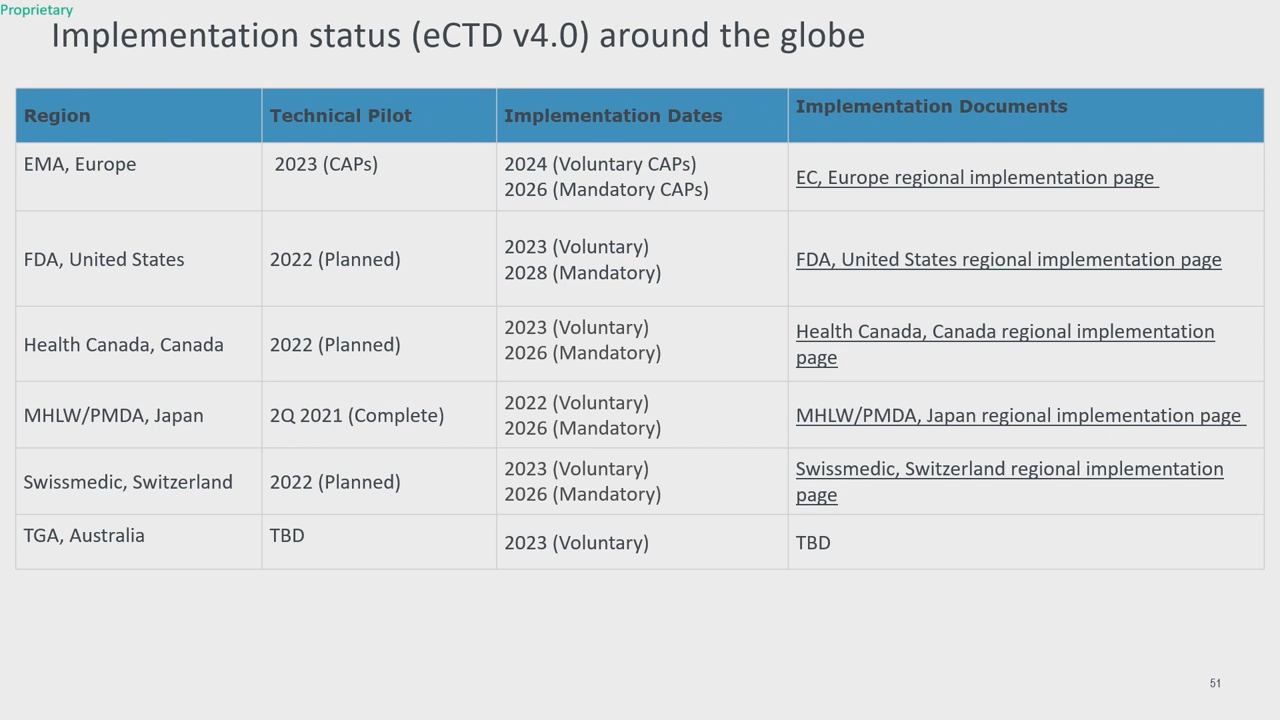 Proprietary
Implementation status (eCTD v4.0) around the globe
Region
Technical Pilot
Implementation Dates
Implementation Documents
EMA, Europe
2023 (CAPs)
2024 (Voluntary CAPs)
2026 (Mandatory CAPs)
EC, Europe regional implementation page
FDA, United States
2022 (Planned)
2023 (Voluntary)
2028 (Mandatory)
FDA, United States regional implementation page
Health Canada, Canada
2022 (Planned)
2023 (Voluntary)
2026 (Mandatory)
Health Canada, Canada regional implementation
page
MHLW/PMDA, Japan
2Q 2021 (Complete)
2022 (Voluntary)
2026 (Mandatory)
MHLW/PMDA, Japan regional implementation page
Swissmedic, Switzerland
2022 (Planned)
2023 (Voluntary)
2026 (Mandatory)
Swissmedic, Switzerland regional implementation
page
TGA, Australia
TBD
2023 (Voluntary)
TBD
51